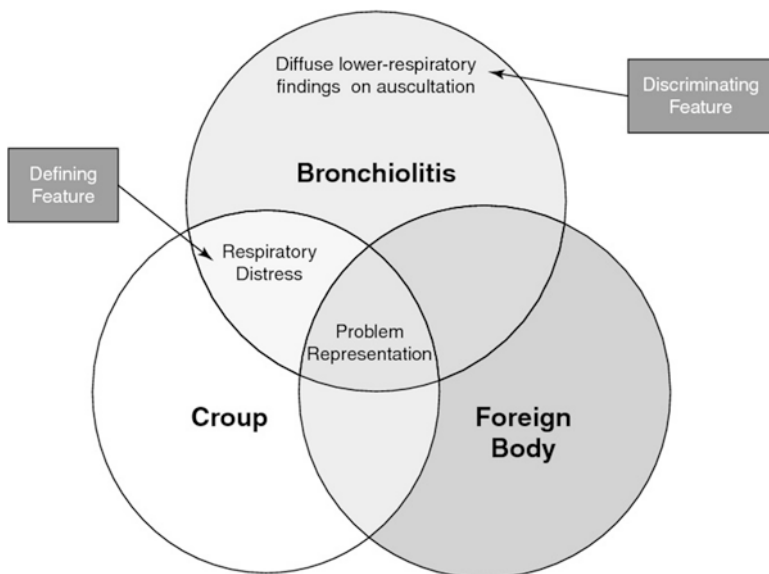 Diffuse lower-respiratory
findings on auscultation
Discriminating
Feature
Bronchiolitis
Defining
Feature
Respiratory
Distress
Problem
Representation
Croup
Foreign
Body